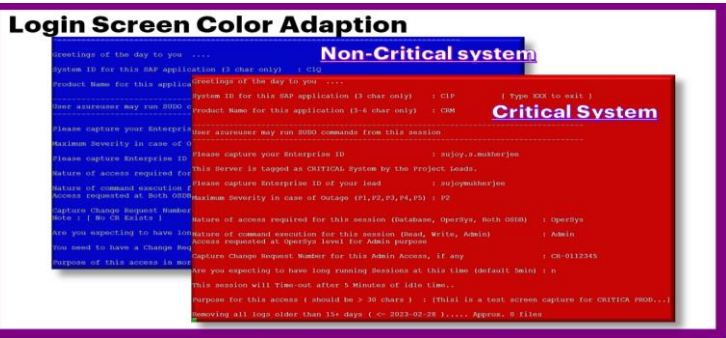 Login Screen Color Adaption
Non-Critical system
Greetings of the day to you ....
System ID for this SAP application (3 char only) : C1Q
Product Name for this applica
User azureuser may run SUDO c
Please capture your Enterpris
Maximum Severity in case of O
Please capture Enterprise ID
Nature of access required for
Nature of command execution f
Access requested at Both OSDB
Capture Change Request Number
Note : [ No CR Exists ]
Are you expecting to have lon
You need to have a Change Req
Purpose of this access is mor
Critical System
Greetings of the day to you ....
System ID for this SAP application (3 char only) : C1P [ Type XXX to exit ]
Product Name for this application (3-6 char only) : CRM
User azureuser may run SUDO commands from this session
Please capture your Enterprise ID : sujoy.s.mukherjee
This Server is tagged as CRITICAL System by the Project Leads.
Please capture Enterprise ID of your lead : sujoymukherjee
Maximum Severity in case of Outage (P1,P2,P3,P4,P5) : P2
Nature of access required for this session (Database, OperSys, Both OSDB) : OperSys
Nature of command execution for this session (Read, Write, Admin) : Admin
Access requested at OperSys level for Admin purpose
Capture Change Request Number for this Admin Access, if any : CR-0112345
Are you expecting to have long running Sessions at this time (default 5min) : n
This session will Time-out after 5 Minutes of idle time..
Purpose for this access ( should be > 30 chars ) : [Thisi is a test screen capture for CRITICA PROD...]
Removing all logs older than 15+ days ( <= 2023-02-28 )..... Approx. 0 files